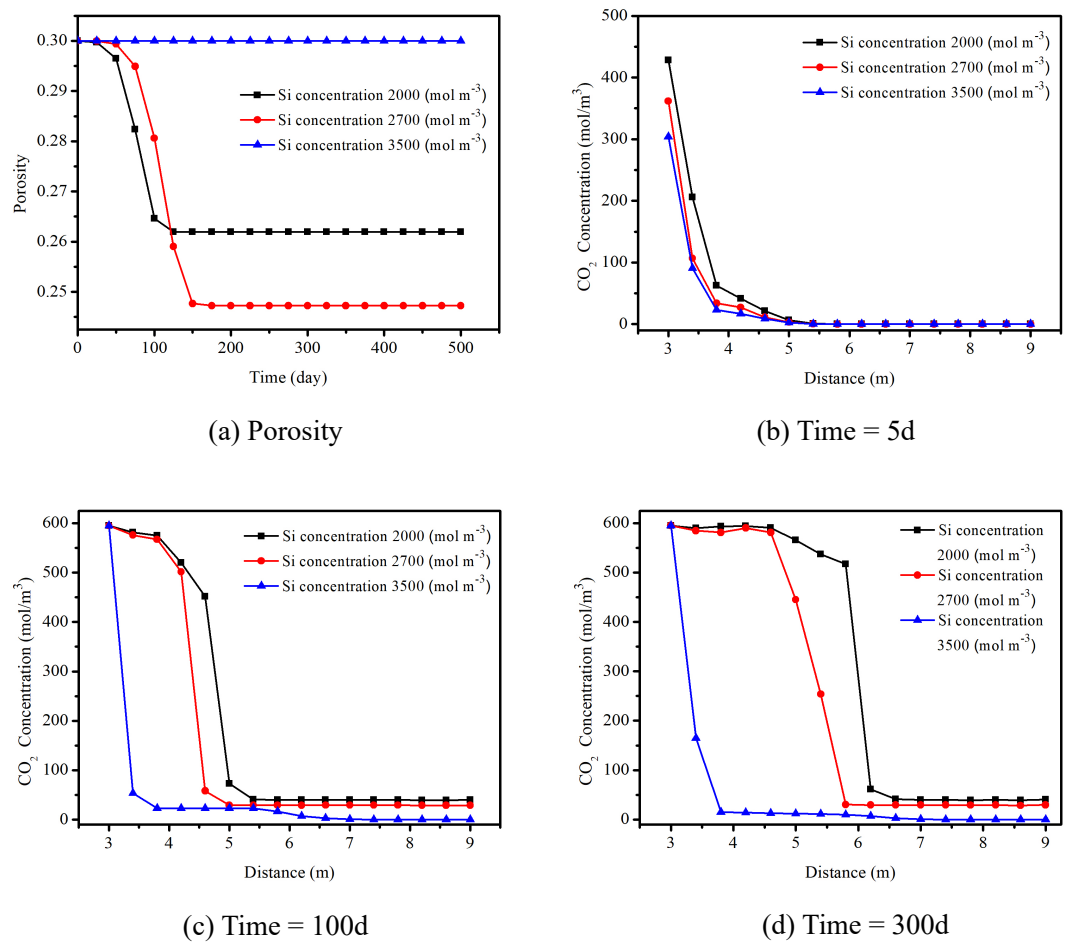 0.30
0.29
0.28
0.27
0.26
0.25
Porosity
Si concentration 2000 (mol m⁻³)
Si concentration 2700 (mol m⁻³)
Si concentration 3500 (mol m⁻³)
0 100 200 300 400 500
Time (day)
(a) Porosity
500
400
300
200
100
0
CO₂ Concentration (mol/m³)
Si concentration 2000 (mol m⁻³)
Si concentration 2700 (mol m⁻³)
Si concentration 3500 (mol m⁻³)
3 4 5 6 7 8 9
Distance (m)
(b) Time = 5d
600
500
400
300
200
100
0
CO₂ Concentration (mol/m³)
Si concentration 2000 (mol m⁻³)
Si concentration 2700 (mol m⁻³)
Si concentration 3500 (mol m⁻³)
3 4 5 6 7 8 9
Distance (m)
(c) Time = 100d
600
500
400
300
200
100
0
CO₂ Concentration (mol/m³)
Si concentration
2000 (mol m⁻³)
Si concentration
2700 (mol m⁻³)
Si concentration
3500 (mol m⁻³)
3 4 5 6 7 8 9
Distance (m)
(d) Time = 300d